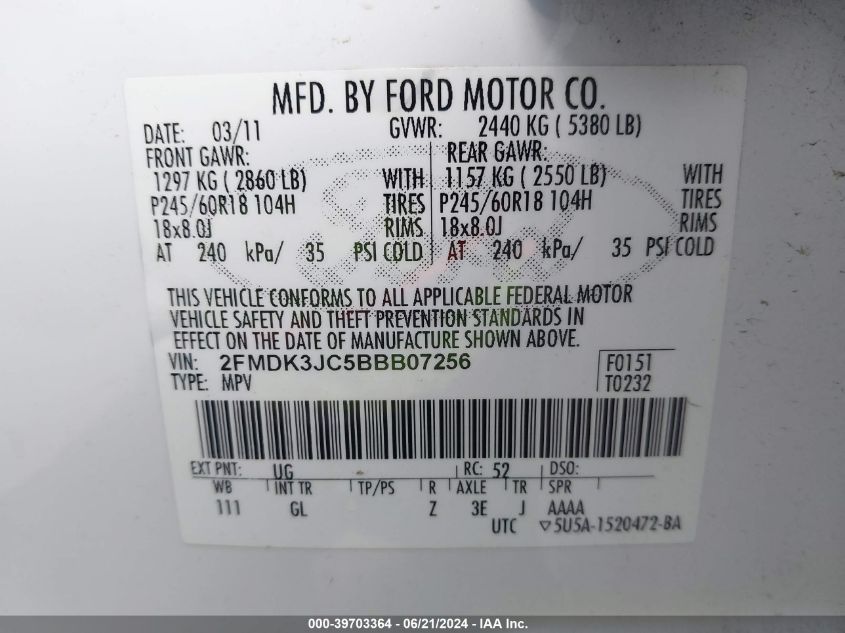 MFD. BY FORD MOTOR CO.
DATE: 03/11 GVWR: 2440 KG ( 5380 LB)
FRONT GAWR: REAR GAWR:
1297 KG ( 2860 LB) WITH 1157 KG ( 2550 LB) WITH
P245/60R18 104H TIRES P245/60R18 104H TIRES
18x8.0J RIMS 18x8.0J RIMS
AT 240 kPa/ 35 PSI COLD AT 240 kPa/ 35 PSI COLD
THIS VEHICLE CONFORMS TO ALL APPLICABLE FEDERAL MOTOR
VEHICLE SAFETY AND THEFT PREVENTION STANDARDS IN
EFFECT ON THE DATE OF MANUFACTURE SHOWN ABOVE.
VIN: 2FMDK3JC5BBB07256 F0151
TYPE: MPV T0232
EXT PNT: UG RC: 52 DSO:
WB INT TR TP/PS R AXLE TR SPR
111 GL Z 3E J AAAA
UTC ▽5U5A-1520472-BA
000-39703364 - 06/21/2024 - IAA Inc.